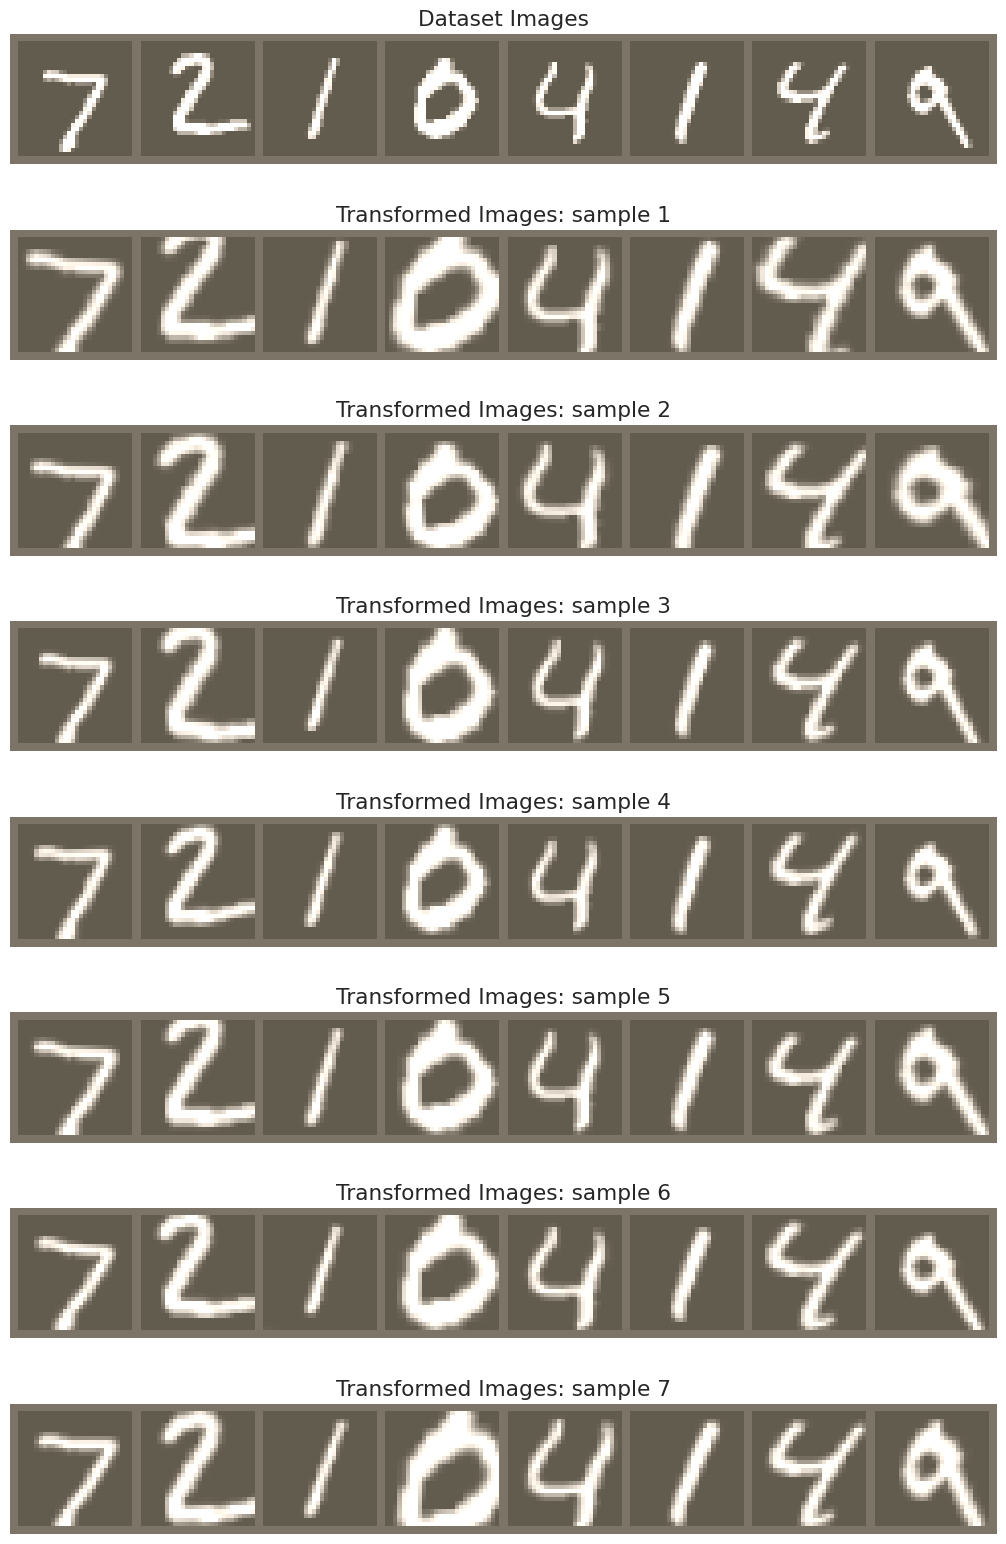 Dataset Images
7 2 1 0 4 1 4 9
Transformed Images: sample 1
7 2 1 0 4 1 4 9
Transformed Images: sample 2
7 2 1 0 4 1 4 9
Transformed Images: sample 3
7 2 1 0 4 1 4 9
Transformed Images: sample 4
7 2 1 0 4 1 4 9
Transformed Images: sample 5
7 2 1 0 4 1 4 9
Transformed Images: sample 6
7 2 1 0 4 1 4 9
Transformed Images: sample 7
7 2 1 0 4 1 4 9